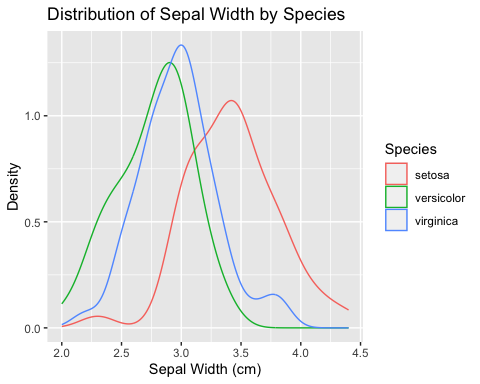 Distribution of Sepal Width by Species
Density
1.0
0.5
0.0
2.0 2.5 3.0 3.5 4.0 4.5
Sepal Width (cm)
Species
setosa
versicolor
virginica